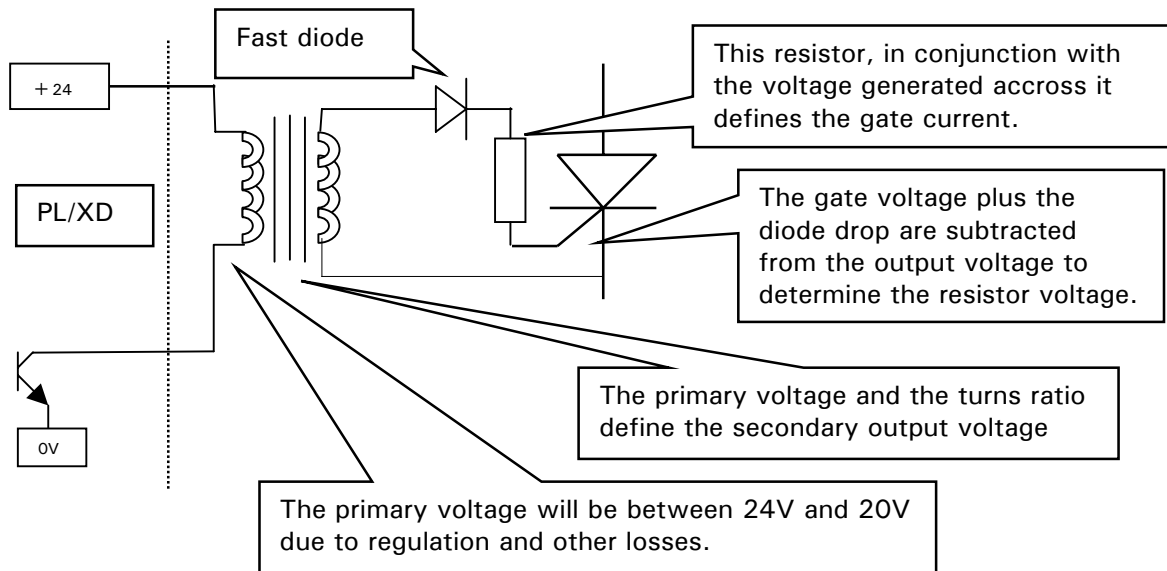 Fast diode
This resistor, in conjunction with
the voltage generated accross it
defines the gate current.
+24
PL/XD
The gate voltage plus the
diode drop are subtracted
from the output voltage to
determine the resistor voltage.
The primary voltage and the turns ratio
define the secondary output voltage
0V
The primary voltage will be between 24V and 20V
due to regulation and other losses.